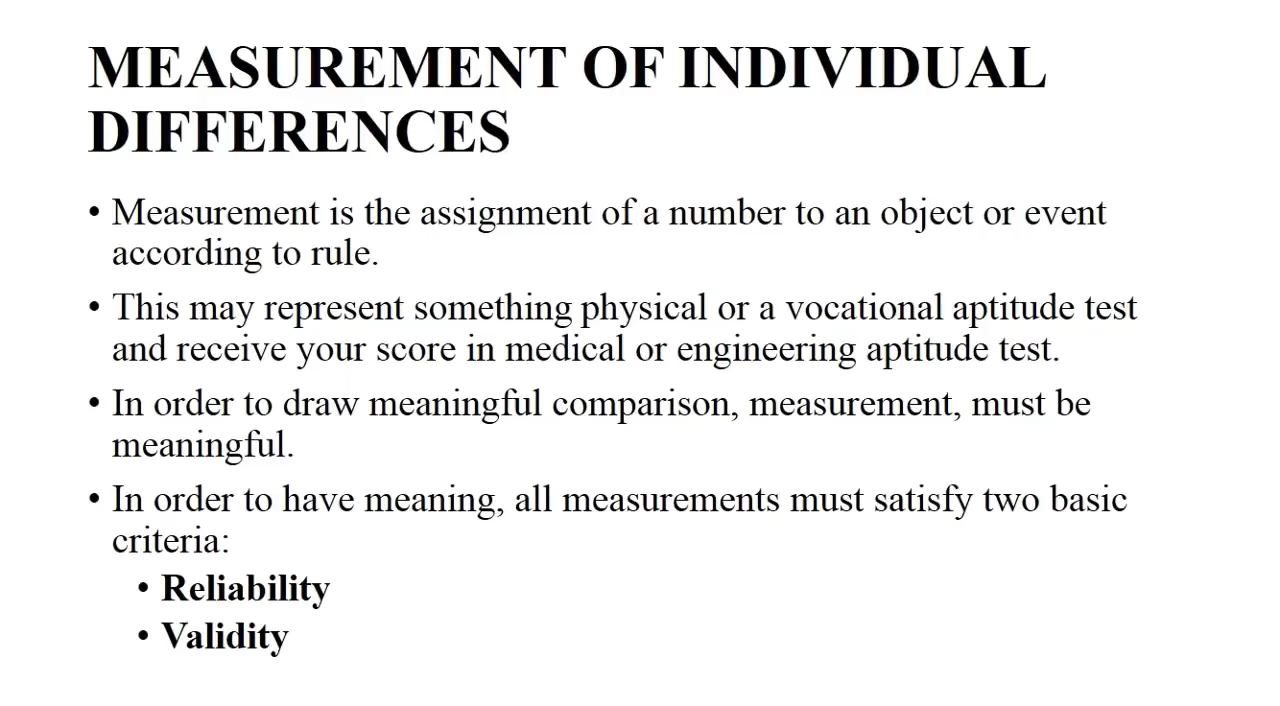 MEASUREMENT OF INDIVIDUAL
DIFFERENCES
• Measurement is the assignment of a number to an object or event
according to rule.
• This may represent something physical or a vocational aptitude test
and receive your score in medical or engineering aptitude test.
• In order to draw meaningful comparison, measurement, must be
meaningful.
• In order to have meaning, all measurements must satisfy two basic
criteria:
• Reliability
• Validity